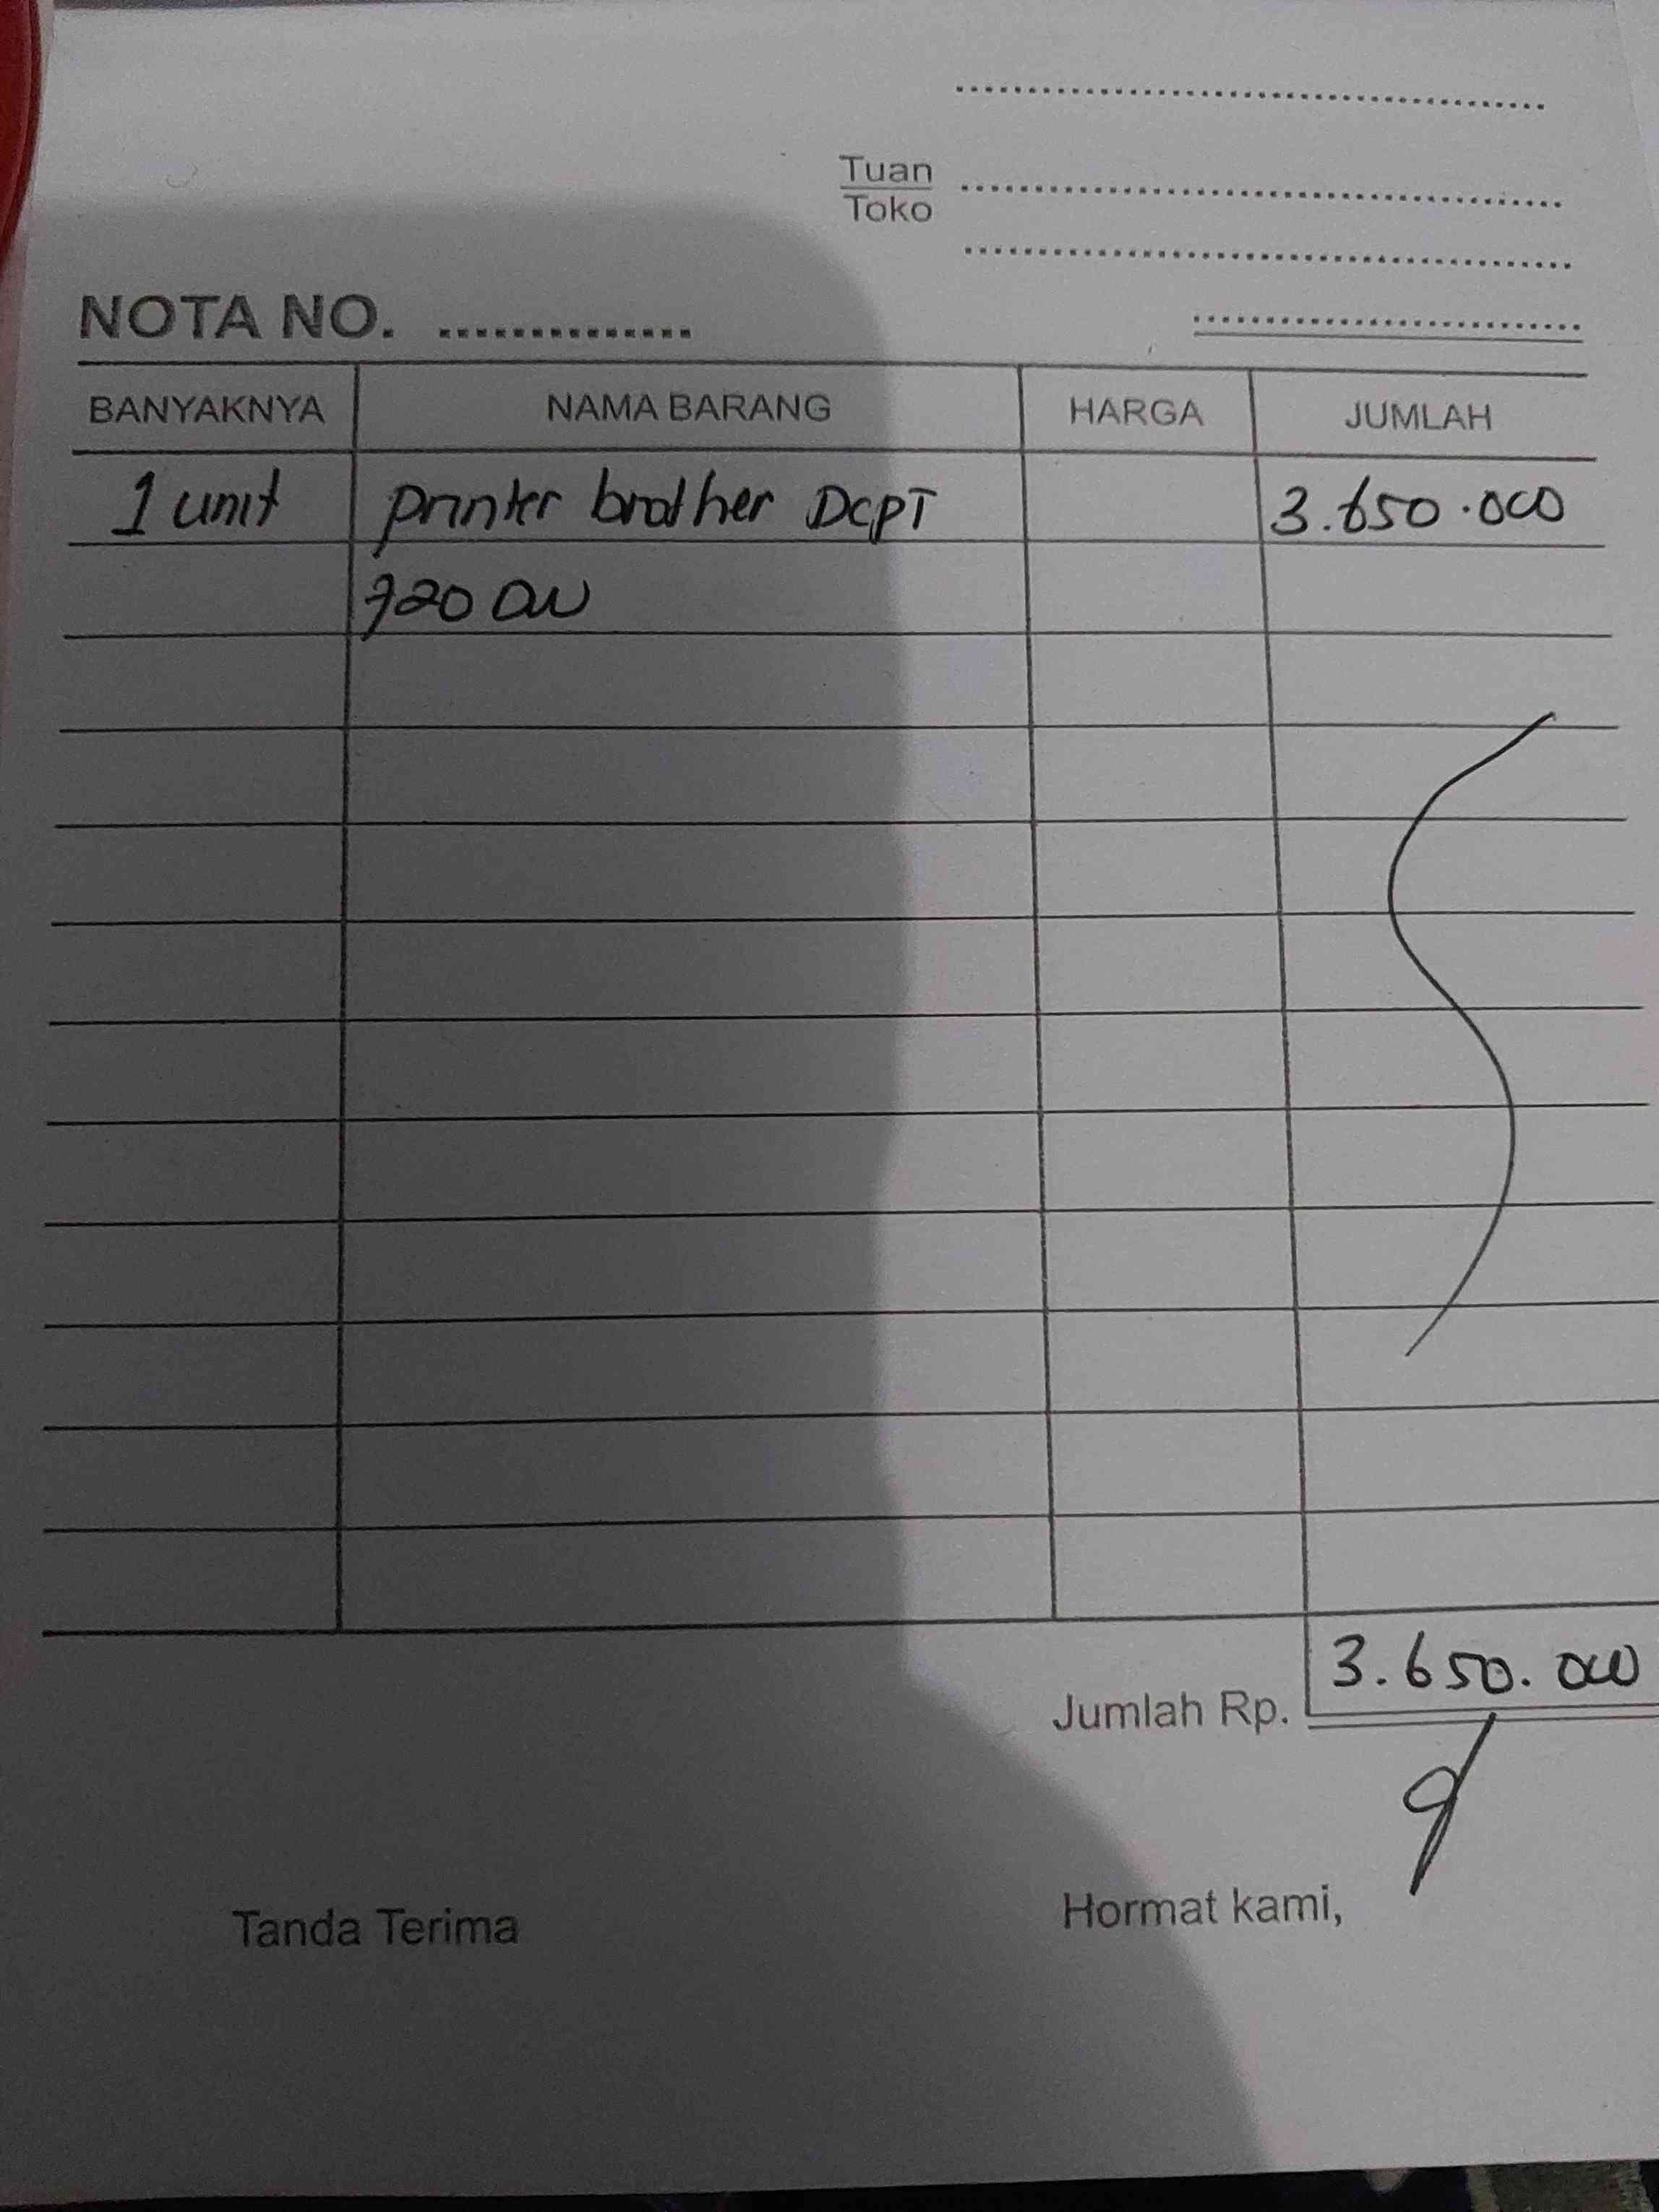 Tuan
Toko
NOTA NO. ..............
BANYAKNYA NAMA BARANG HARGA JUMLAH
1 unit printer brother DCPT 3.650.000
720 DW
Jumlah Rp. 3.650.000
Tanda Terima Hormat kami,